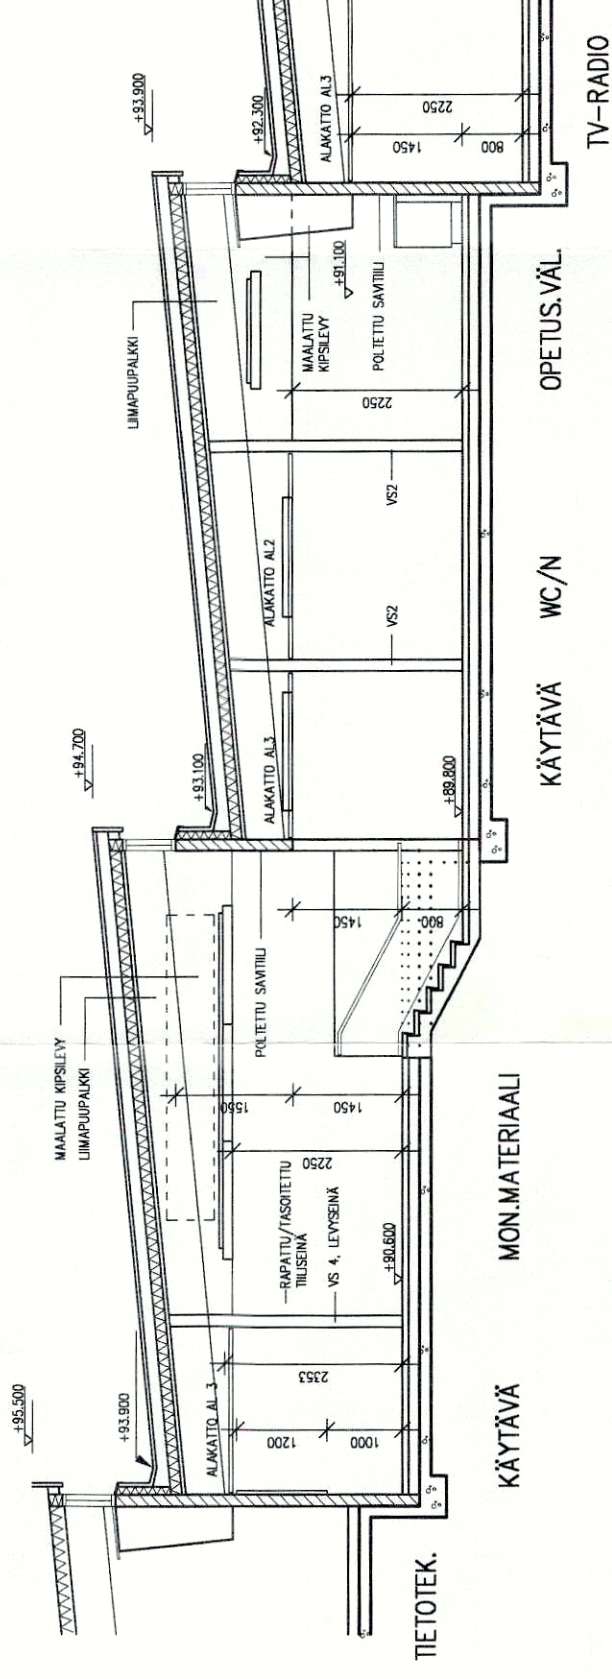 +95.500
+94.700
+93.900
+93.900
MAALATTU KIPSILEVY
LIIMAPUUPALKKI
+93.100
LIIMAPUUPALKKI
+92.300
ALAKATTO AL 3
POLTETTU SAVITIILI
ALAKATTO AL3
ALAKATTO AL2
MAALATTU
KIPSILEVY
+91.100
ALAKATTO AL3
1550
1450
2250
1200
1000
2353
RAPATTU/TASOITETTU
TIILISEINÄ
VS 4, LEVYSEINÄ
+90.600
1450
800
+89.800
VS2
VS2
2250
POLTETTU SAVITIILI
2250
1450
800
TIETOTEK.
KÄYTÄVÄ
MON.MATERIAALI
KÄYTÄVÄ
WC/N
OPETUS.VÄL.
TV-RADIO